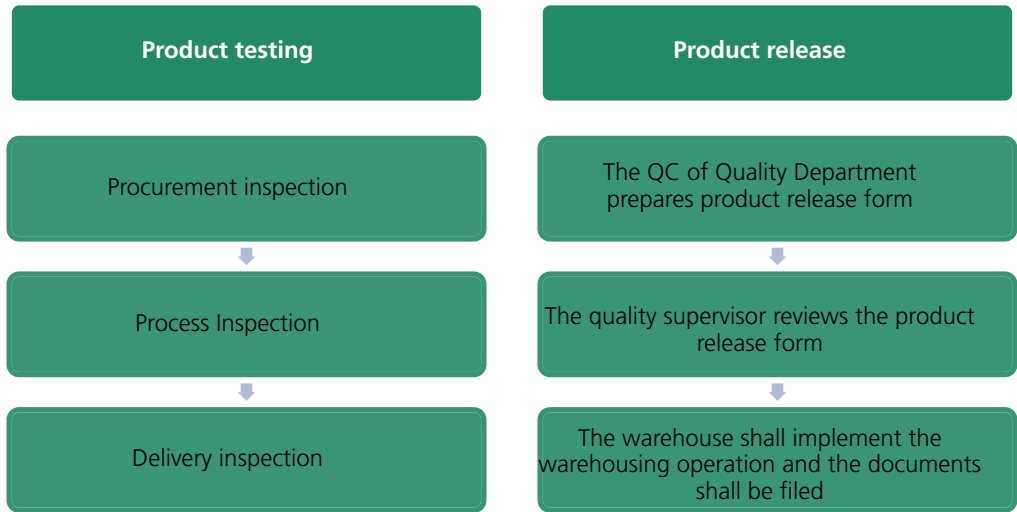 Product testing
Procurement inspection
Process Inspection
Delivery inspection
Product release
The QC of Quality Department
prepares product release form
The quality supervisor reviews the product
release form
The warehouse shall implement the
warehousing operation and the documents
shall be filed